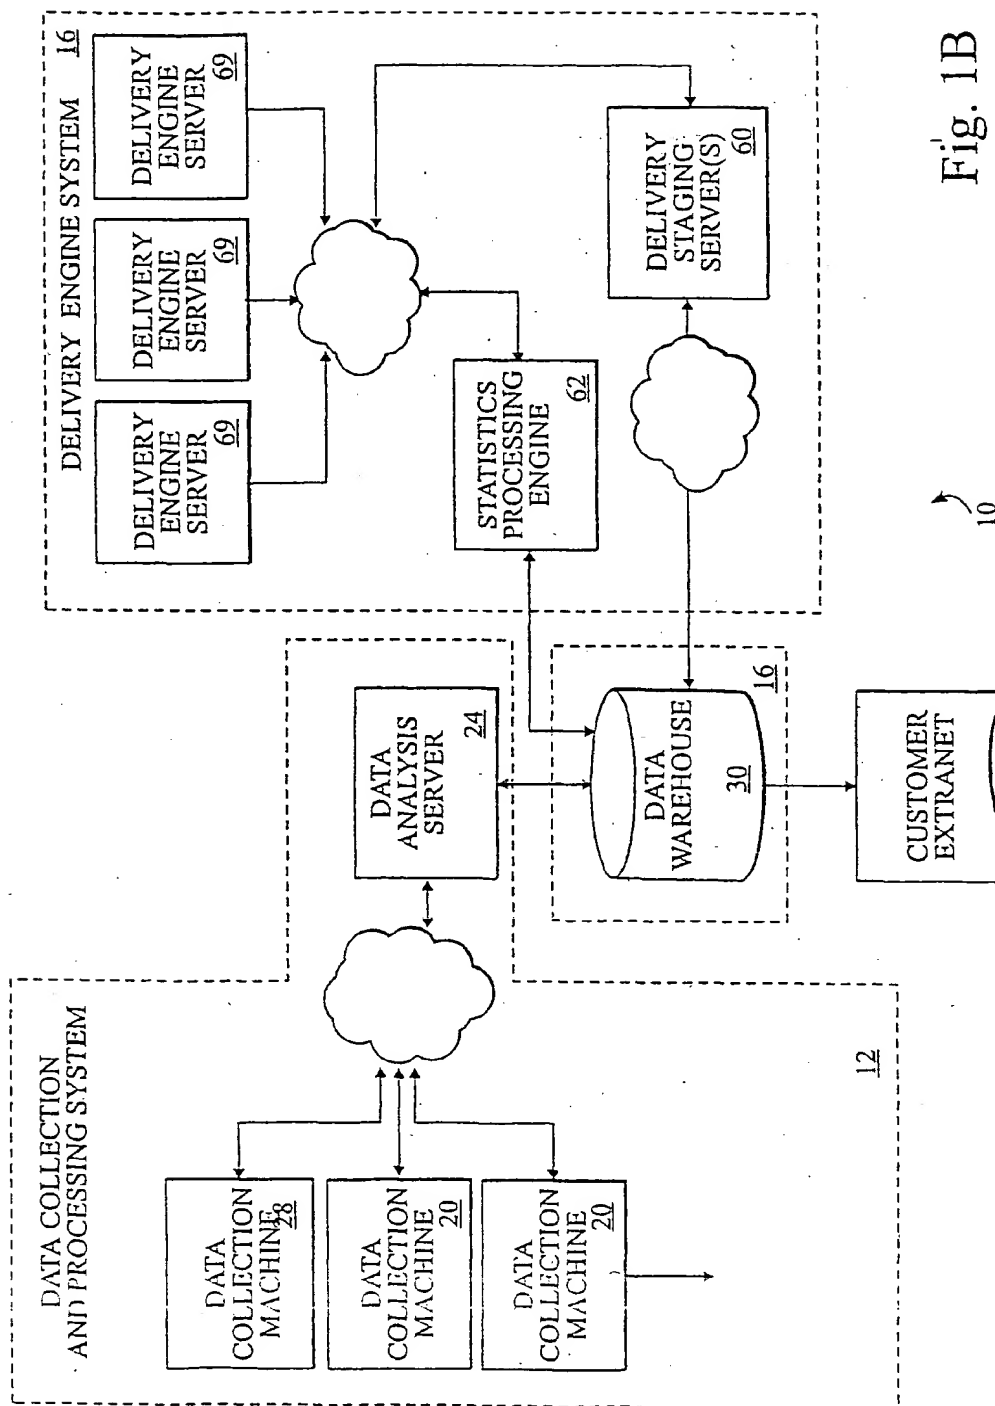 DATA COLLECTION
AND PROCESSING SYSTEM
DATA
COLLECTION
MACHINE
28
DATA
COLLECTION
MACHINE
20
DATA
COLLECTION
MACHINE
20
12
DATA
ANALYSIS
SERVER
24
DATA
WAREHOUSE
30
16
CUSTOMER
EXTRANET
DELIVERY ENGINE SYSTEM
16
DELIVERY
ENGINE
SERVER
69
DELIVERY
ENGINE
SERVER
69
DELIVERY
ENGINE
SERVER
69
STATISTICS
PROCESSING
ENGINE
62
DELIVERY
STAGING
SERVER(S)
60
10
Fig. 1B